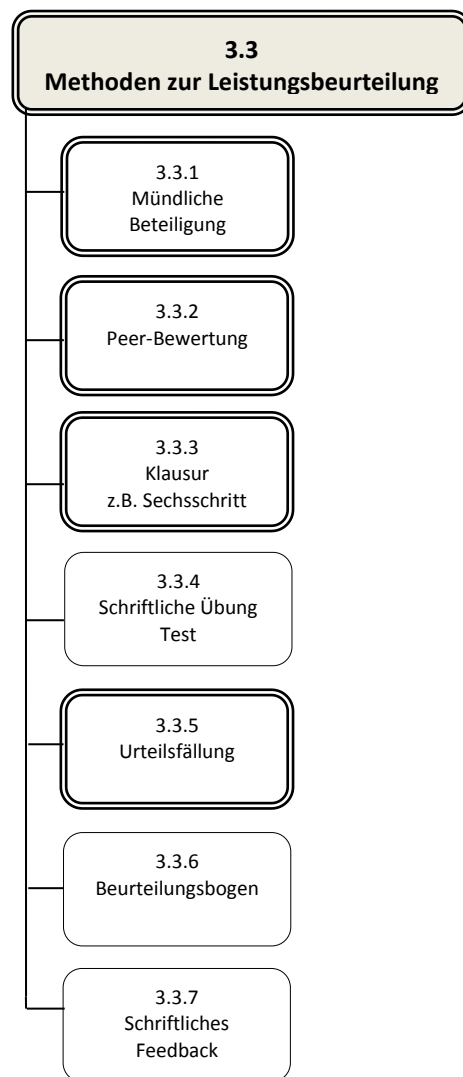 3.3
Methoden zur Leistungsbeurteilung
3.3.1
Mündliche
Beteiligung
3.3.2
Peer-Bewertung
3.3.3
Klausur
z.B. Sechsschritt
3.3.4
Schriftliche Übung
Test
3.3.5
Urteilsfällung
3.3.6
Beurteilungsbogen
3.3.7
Schriftliches
Feedback